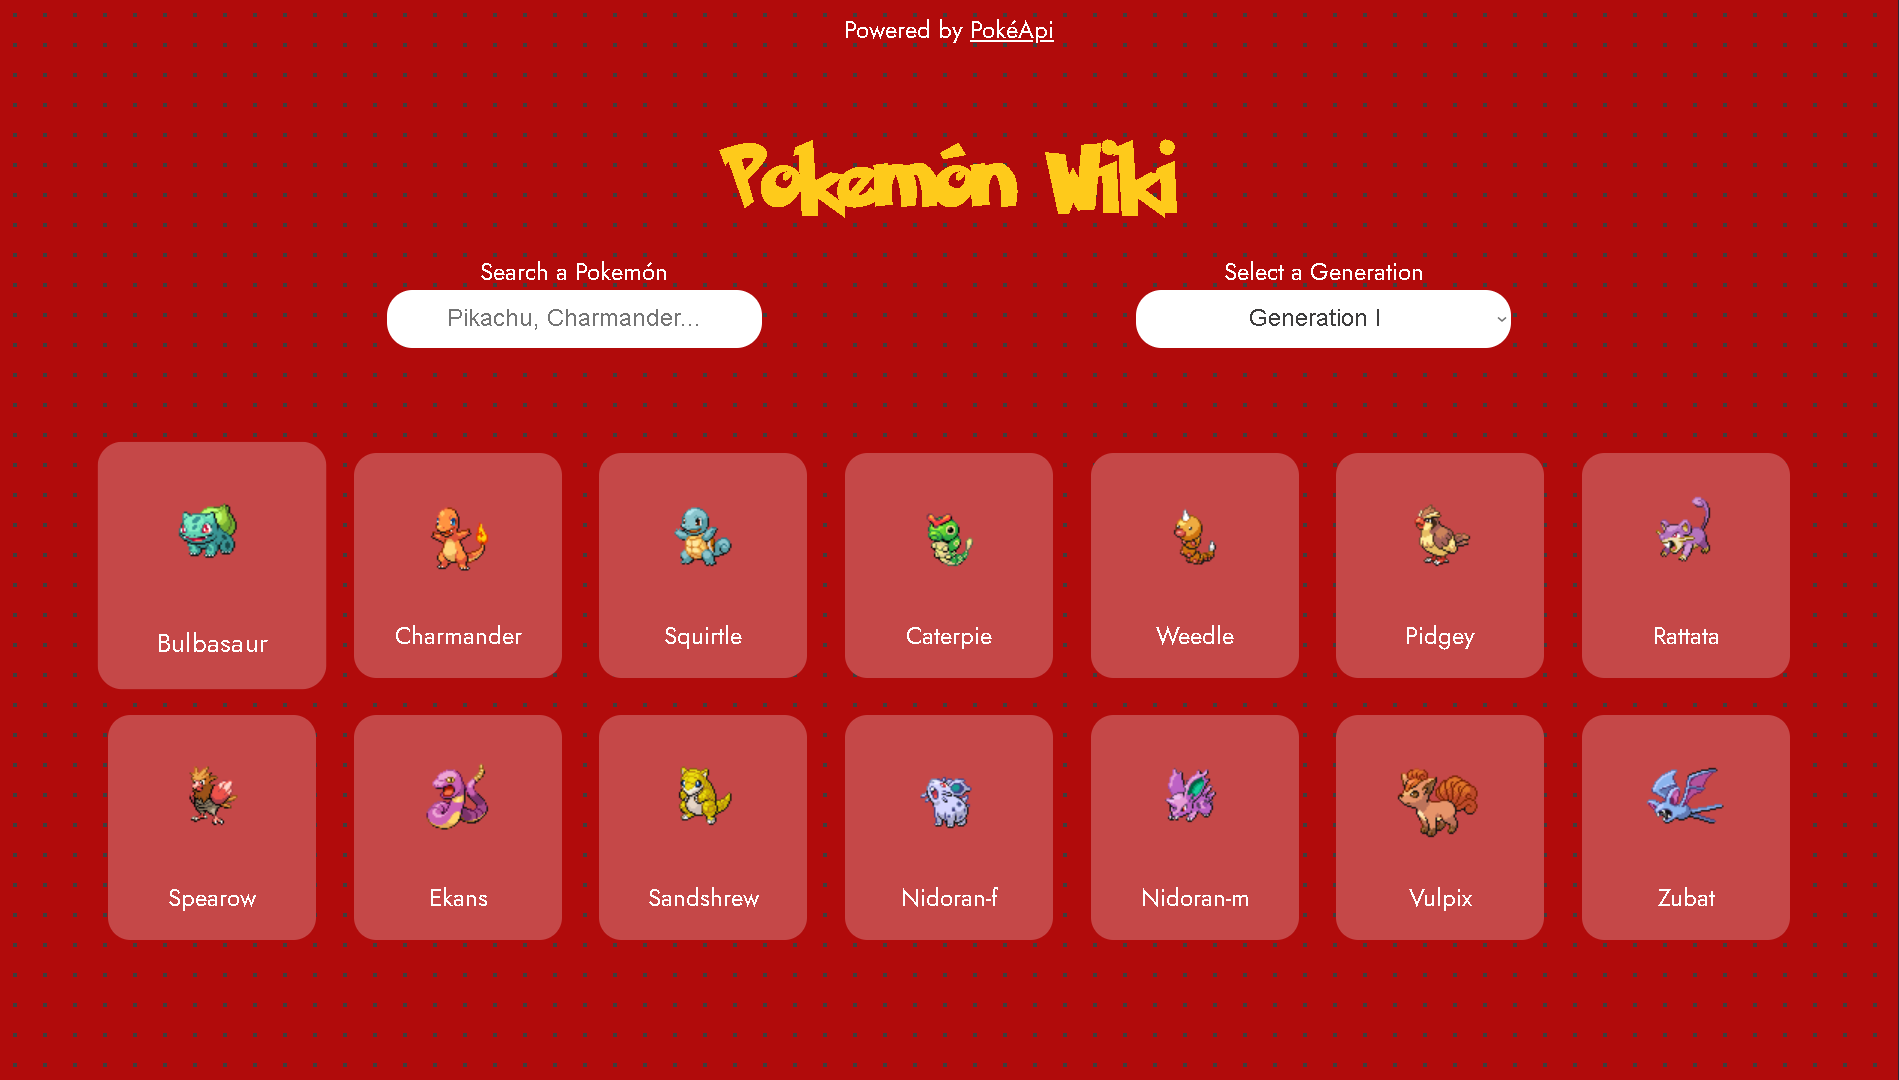 Powered by PokéApi
Pokemón Wiki
Search a Pokemón
Select a Generation
Pikachu, Charmander...
Generation I
Bulbasaur
Charmander
Squirtle
Caterpie
Weedle
Pidgey
Rattata
Spearow
Ekans
Sandshrew
Nidoran-f
Nidoran-m
Vulpix
Zubat